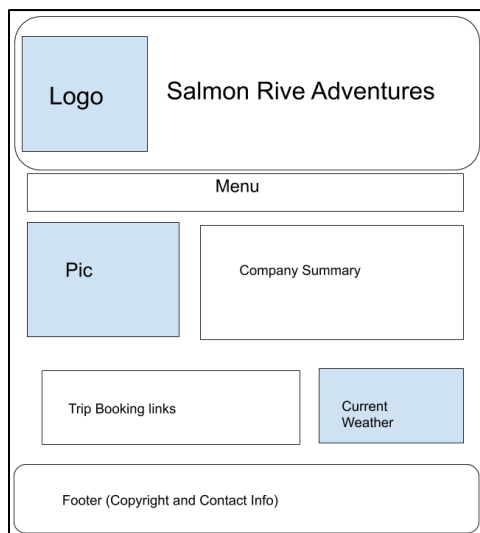 Logo
Salmon Rive Adventures
Menu
Pic
Company Summary
Trip Booking links
Current
Weather
Footer (Copyright and Contact Info)